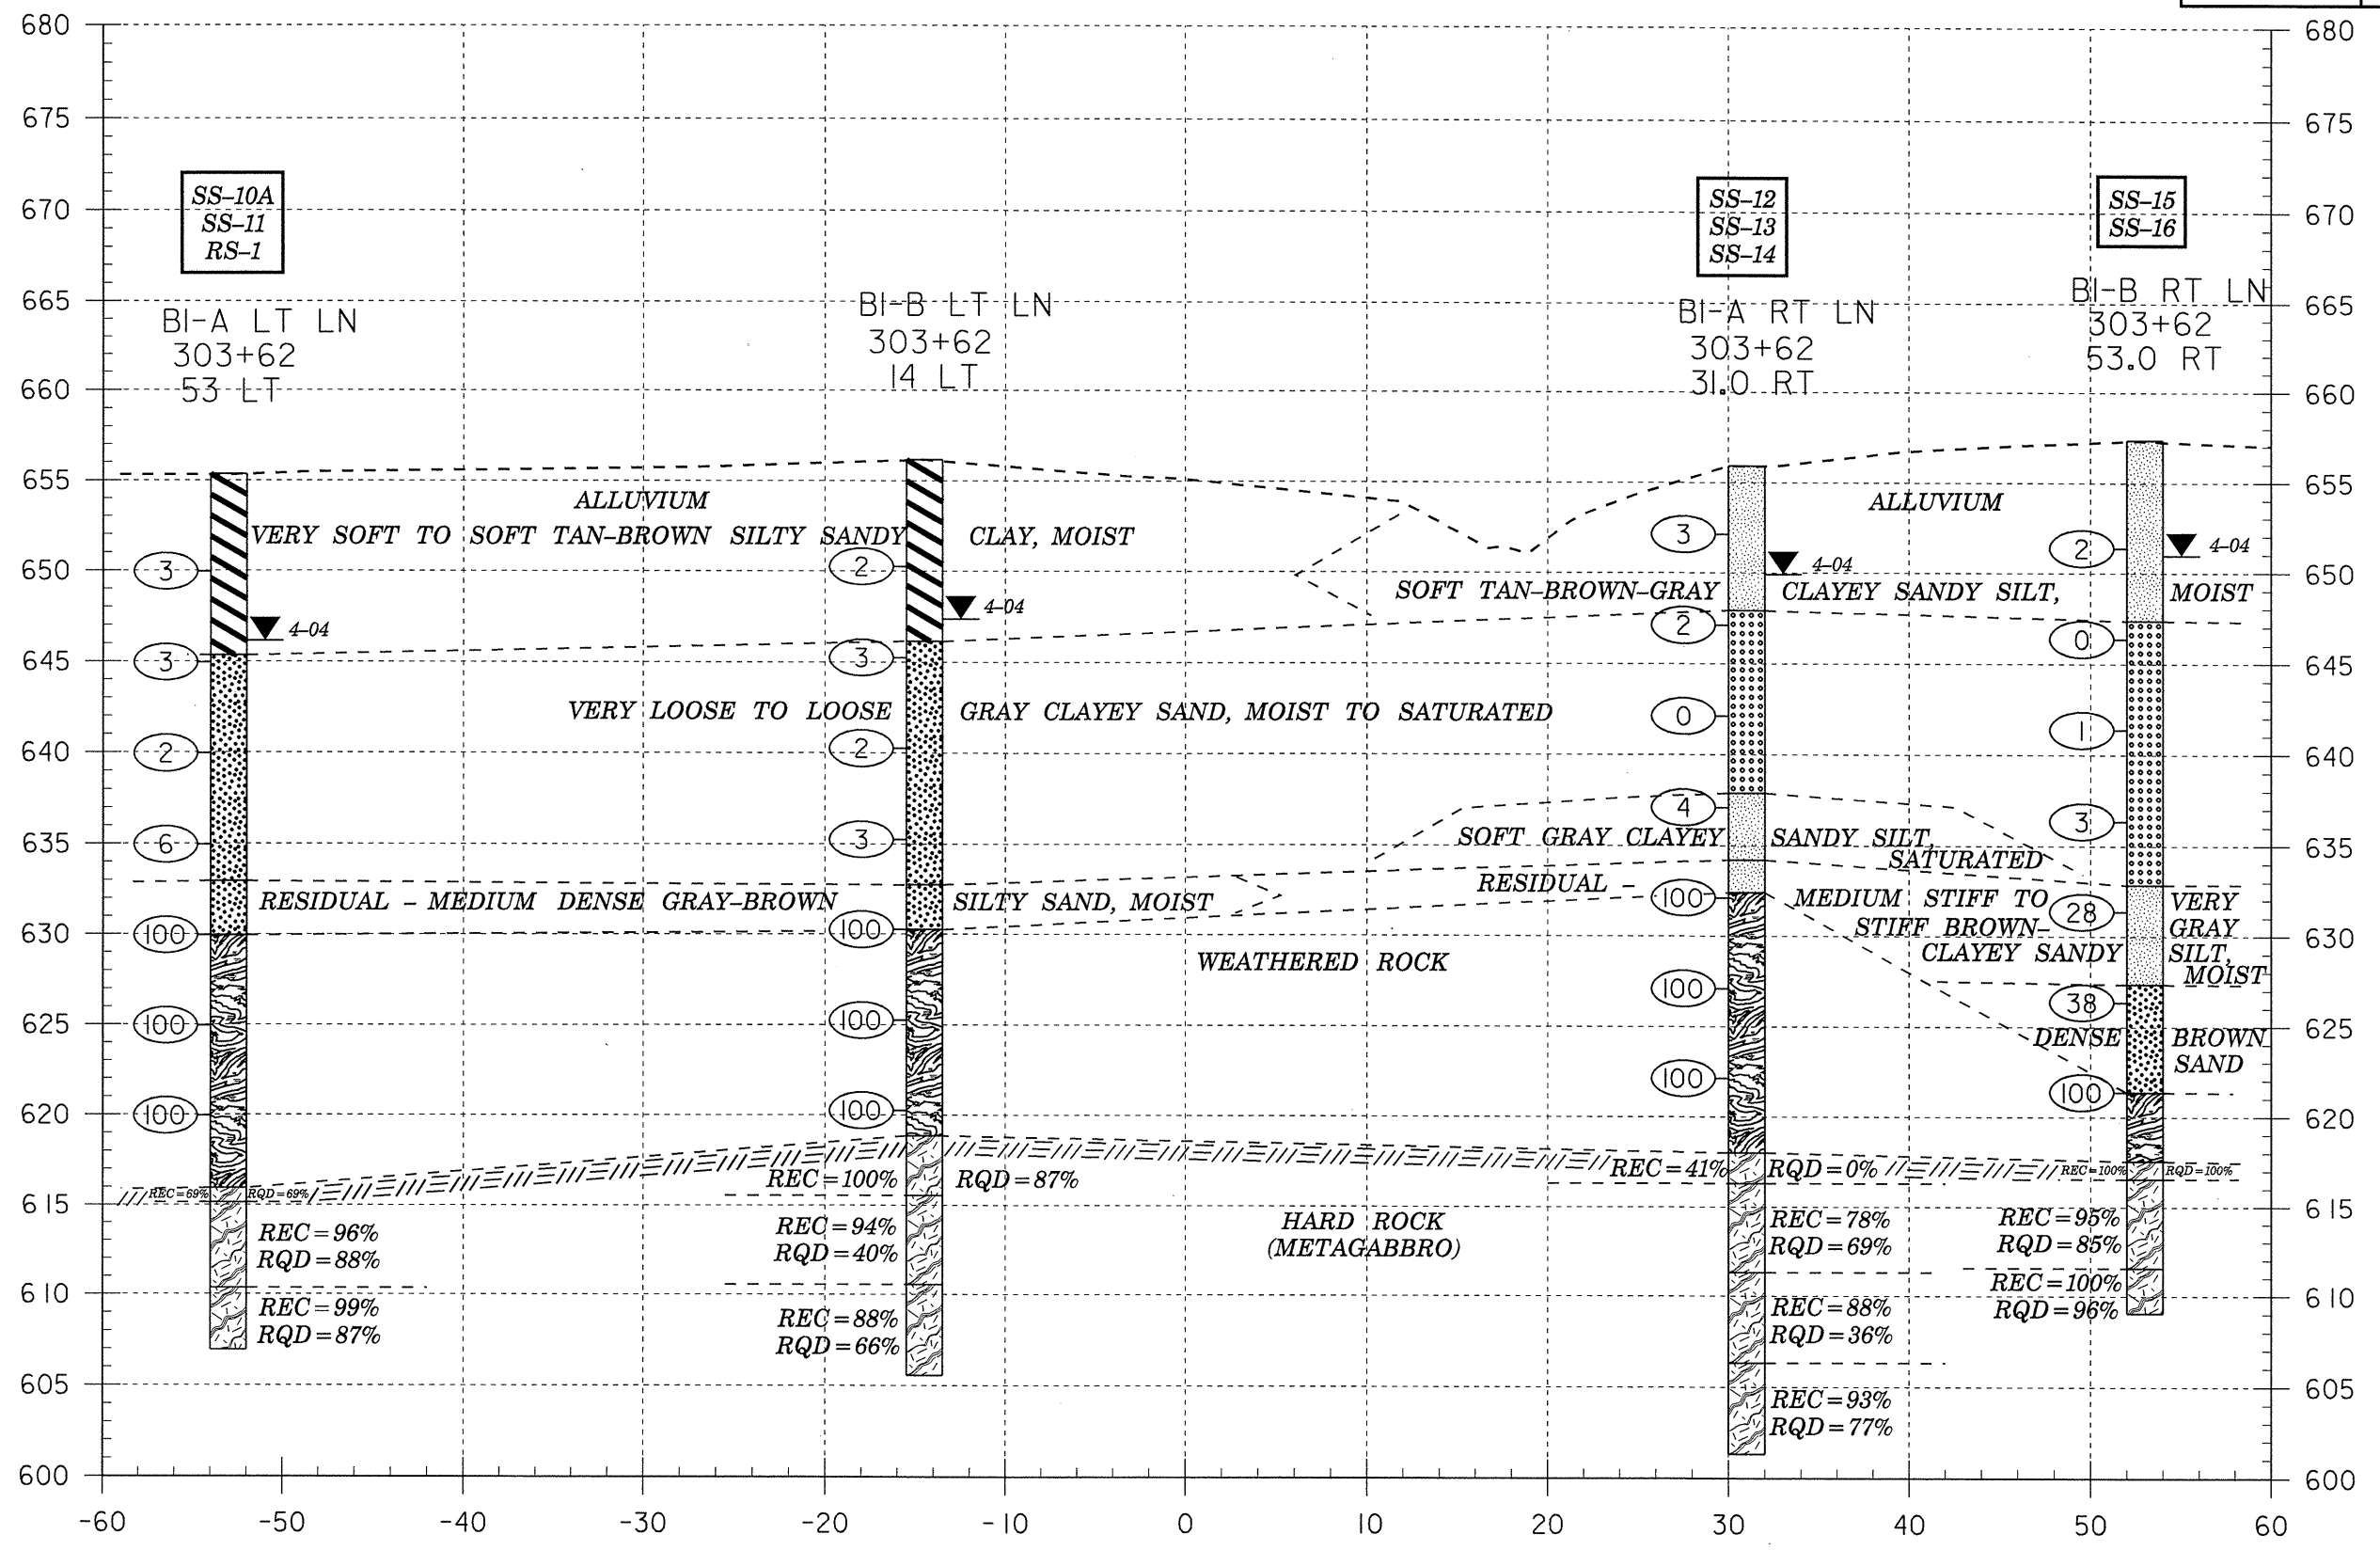 680 680
675 675
SS-10A
SS-11
RS-1
SS-12
SS-13
SS-14
SS-15
SS-16
670 670
665 665
BI-A LT LN
303+62
53 LT
BI-B LT LN
303+62
14 LT
BI-A RT LN
303+62
31.0 RT
BI-B RT LN
303+62
53.0 RT
660 660
655 655
ALLUVIUM ALLUVIUM
VERY SOFT TO SOFT TAN-BROWN SILTY SANDY CLAY, MOIST
3 2
650 650
3 2 4-04 4-04
SOFT TAN-BROWN-GRAY CLAYEY SANDY SILT, MOIST
4-04 4-04
2 0
645 645
3 3
VERY LOOSE TO LOOSE GRAY CLAYEY SAND, MOIST TO SATURATED
0 1
640 640
2 2
4 3
635 635
6 3
SOFT GRAY CLAYEY SANDY SILT,
SATURATED
RESIDUAL - MEDIUM DENSE GRAY-BROWN SILTY SAND, MOIST
RESIDUAL - MEDIUM STIFF TO VERY
STIFF BROWN- GRAY
CLAYEY SANDY SILT,
MOIST
100 28
630 630
100 100
WEATHERED ROCK
100 38
625 625
100 100
DENSE BROWN
SAND
100 100
620 620
100 100
REC=69% RQD=69%
REC=100% RQD=87%
REC=41% RQD=0%
REC=100% RQD=100%
615 615
REC=96%
RQD=88%
REC=94%
RQD=40%
HARD ROCK
(METAGABBRO)
REC=78%
RQD=69%
REC=95%
RQD=85%
610 610
REC=99%
RQD=87%
REC=88%
RQD=66%
REC=88%
RQD=36%
REC=100%
RQD=96%
605 605
REC=93%
RQD=77%
600 600
-60 -50 -40 -30 -20 -10 0 10 20 30 40 50 60